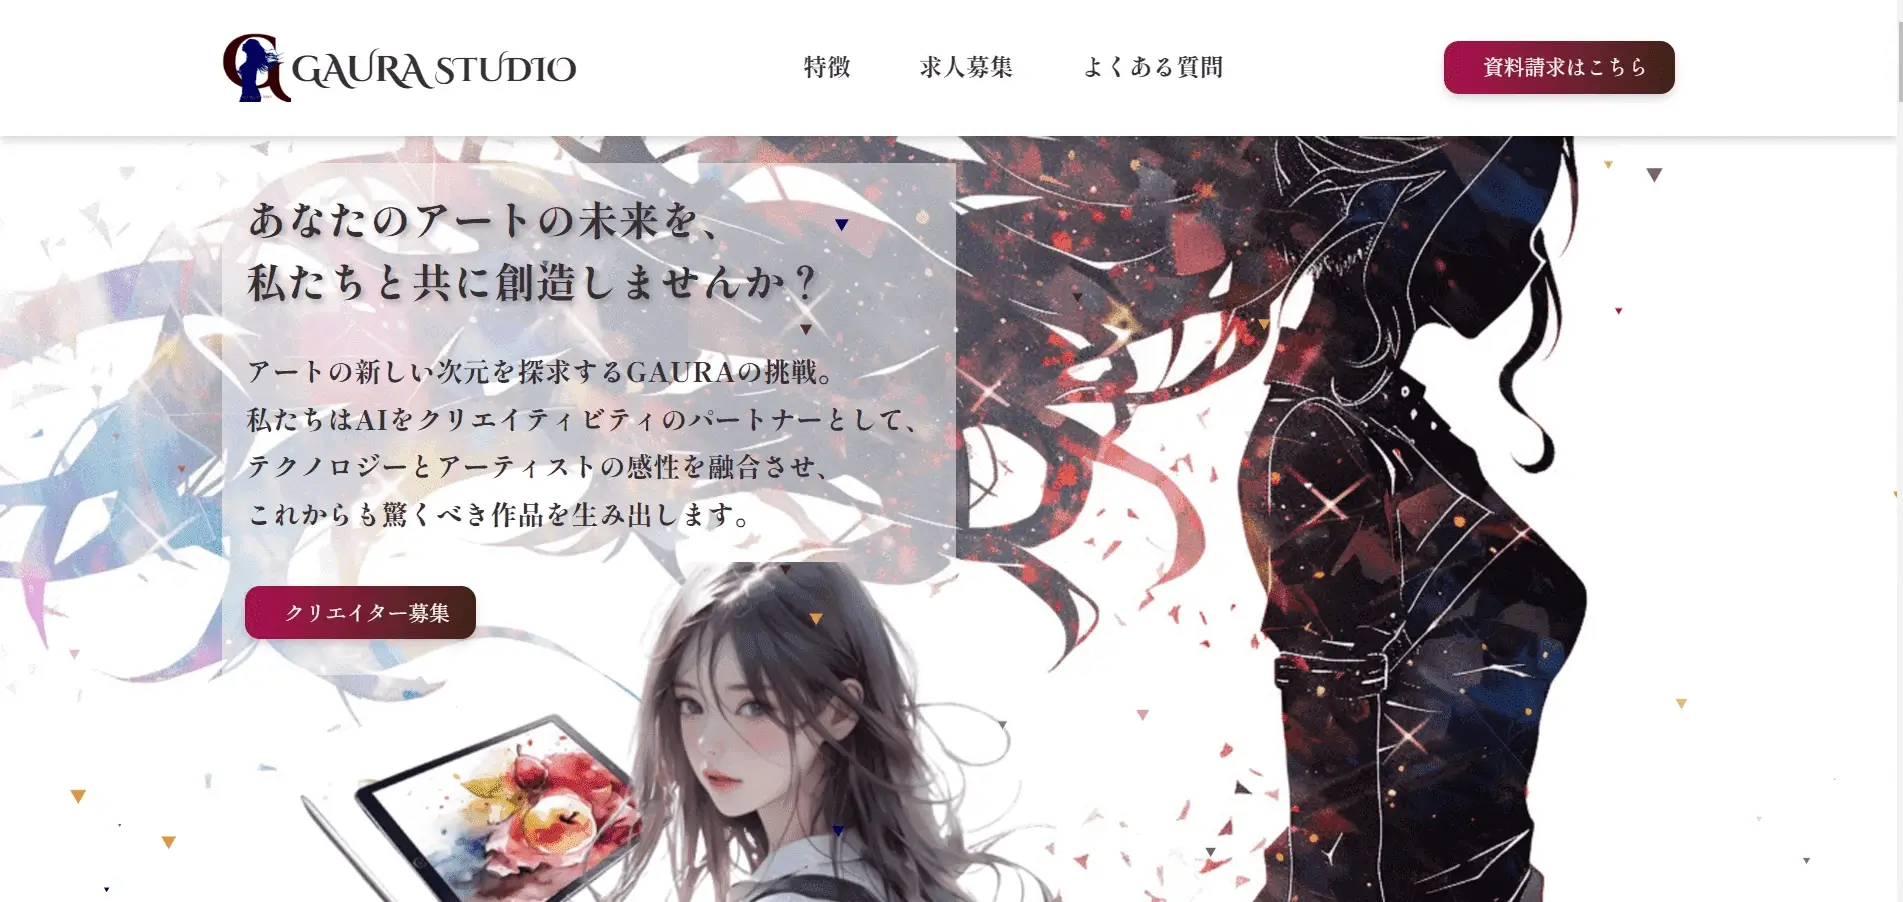 GAURA STUDIO
特徴
求人募集
よくある質問
資料請求はこちら
あなたのアートの未来を、
私たちと共に創造しませんか？
アートの新しい次元を探求するGAURAの挑戦。
私たちはAIをクリエイティビティのパートナーとして、
テクノロジーとアーティストの感性を融合させ、
これからも驚くべき作品を生み出します。
クリエイター募集